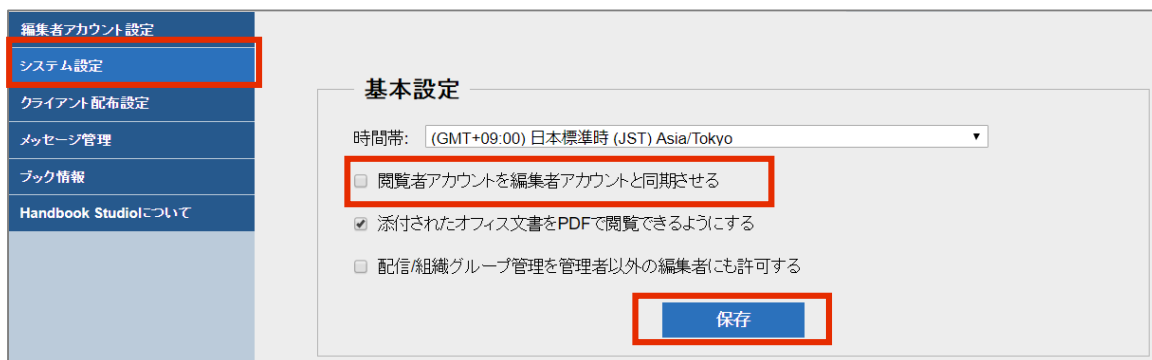 編集者アカウント設定
システム設定
クライアント配布設定
メッセージ管理
ブック情報
Handbook Studioについて
基本設定
時間帯: (GMT+09:00) 日本標準時 (JST) Asia/Tokyo
閲覧者アカウントを編集者アカウントと同期させる
添付されたオフィス文書をPDFで閲覧できるようにする
配信/組織グループ管理を管理者以外の編集者にも許可する
保存